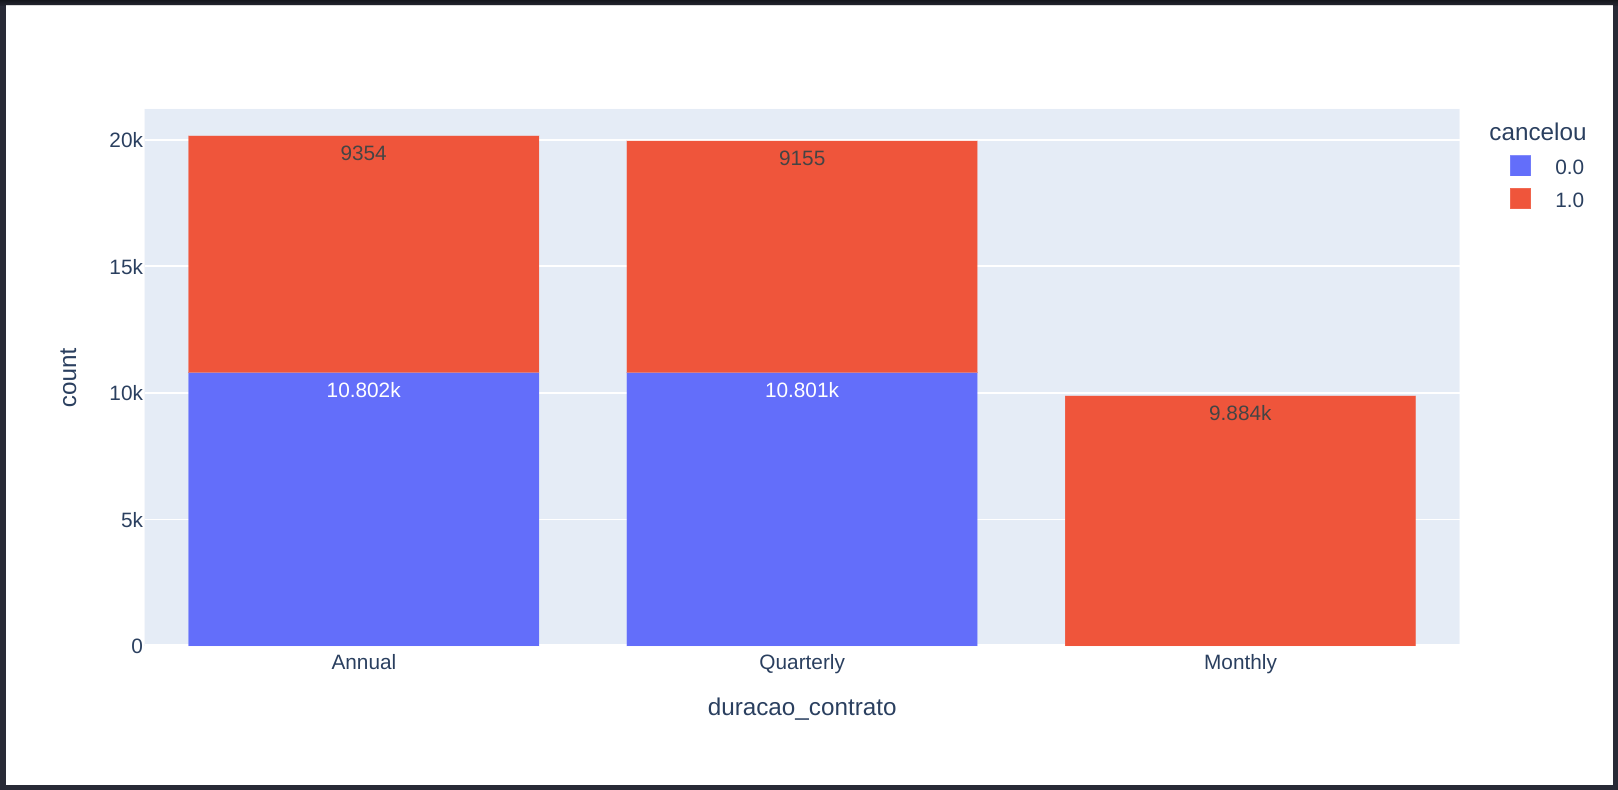 cancelou
0.0
1.0
20k
15k
10k
5k
0
count
9354
9155
10.802k
10.801k
9.884k
Annual
Quarterly
Monthly
duracao_contrato